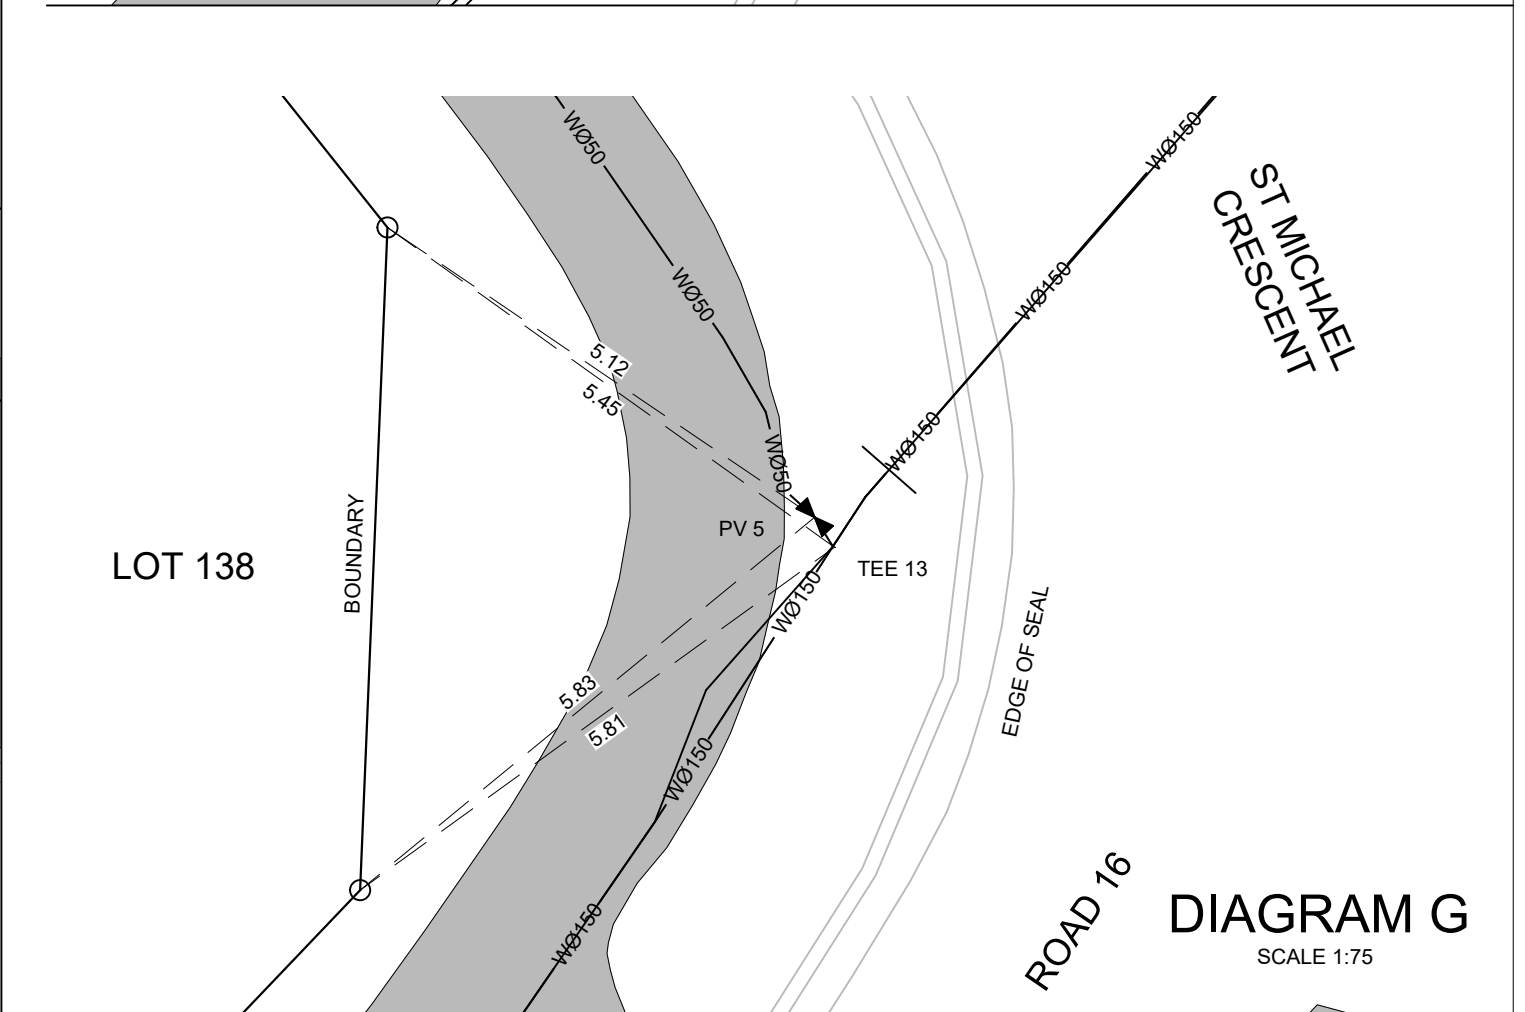 WØ50
WØ150
ST MICHAEL
CRESCENT
WØ50
WØ150
5.12
5.45
WØ150
WØ50
PV 5
TEE 13
BOUNDARY
LOT 138
WØ150
EDGE OF SEAL
5.83
5.81
WØ150
WØ150
ROAD 16
DIAGRAM G
SCALE 1:75